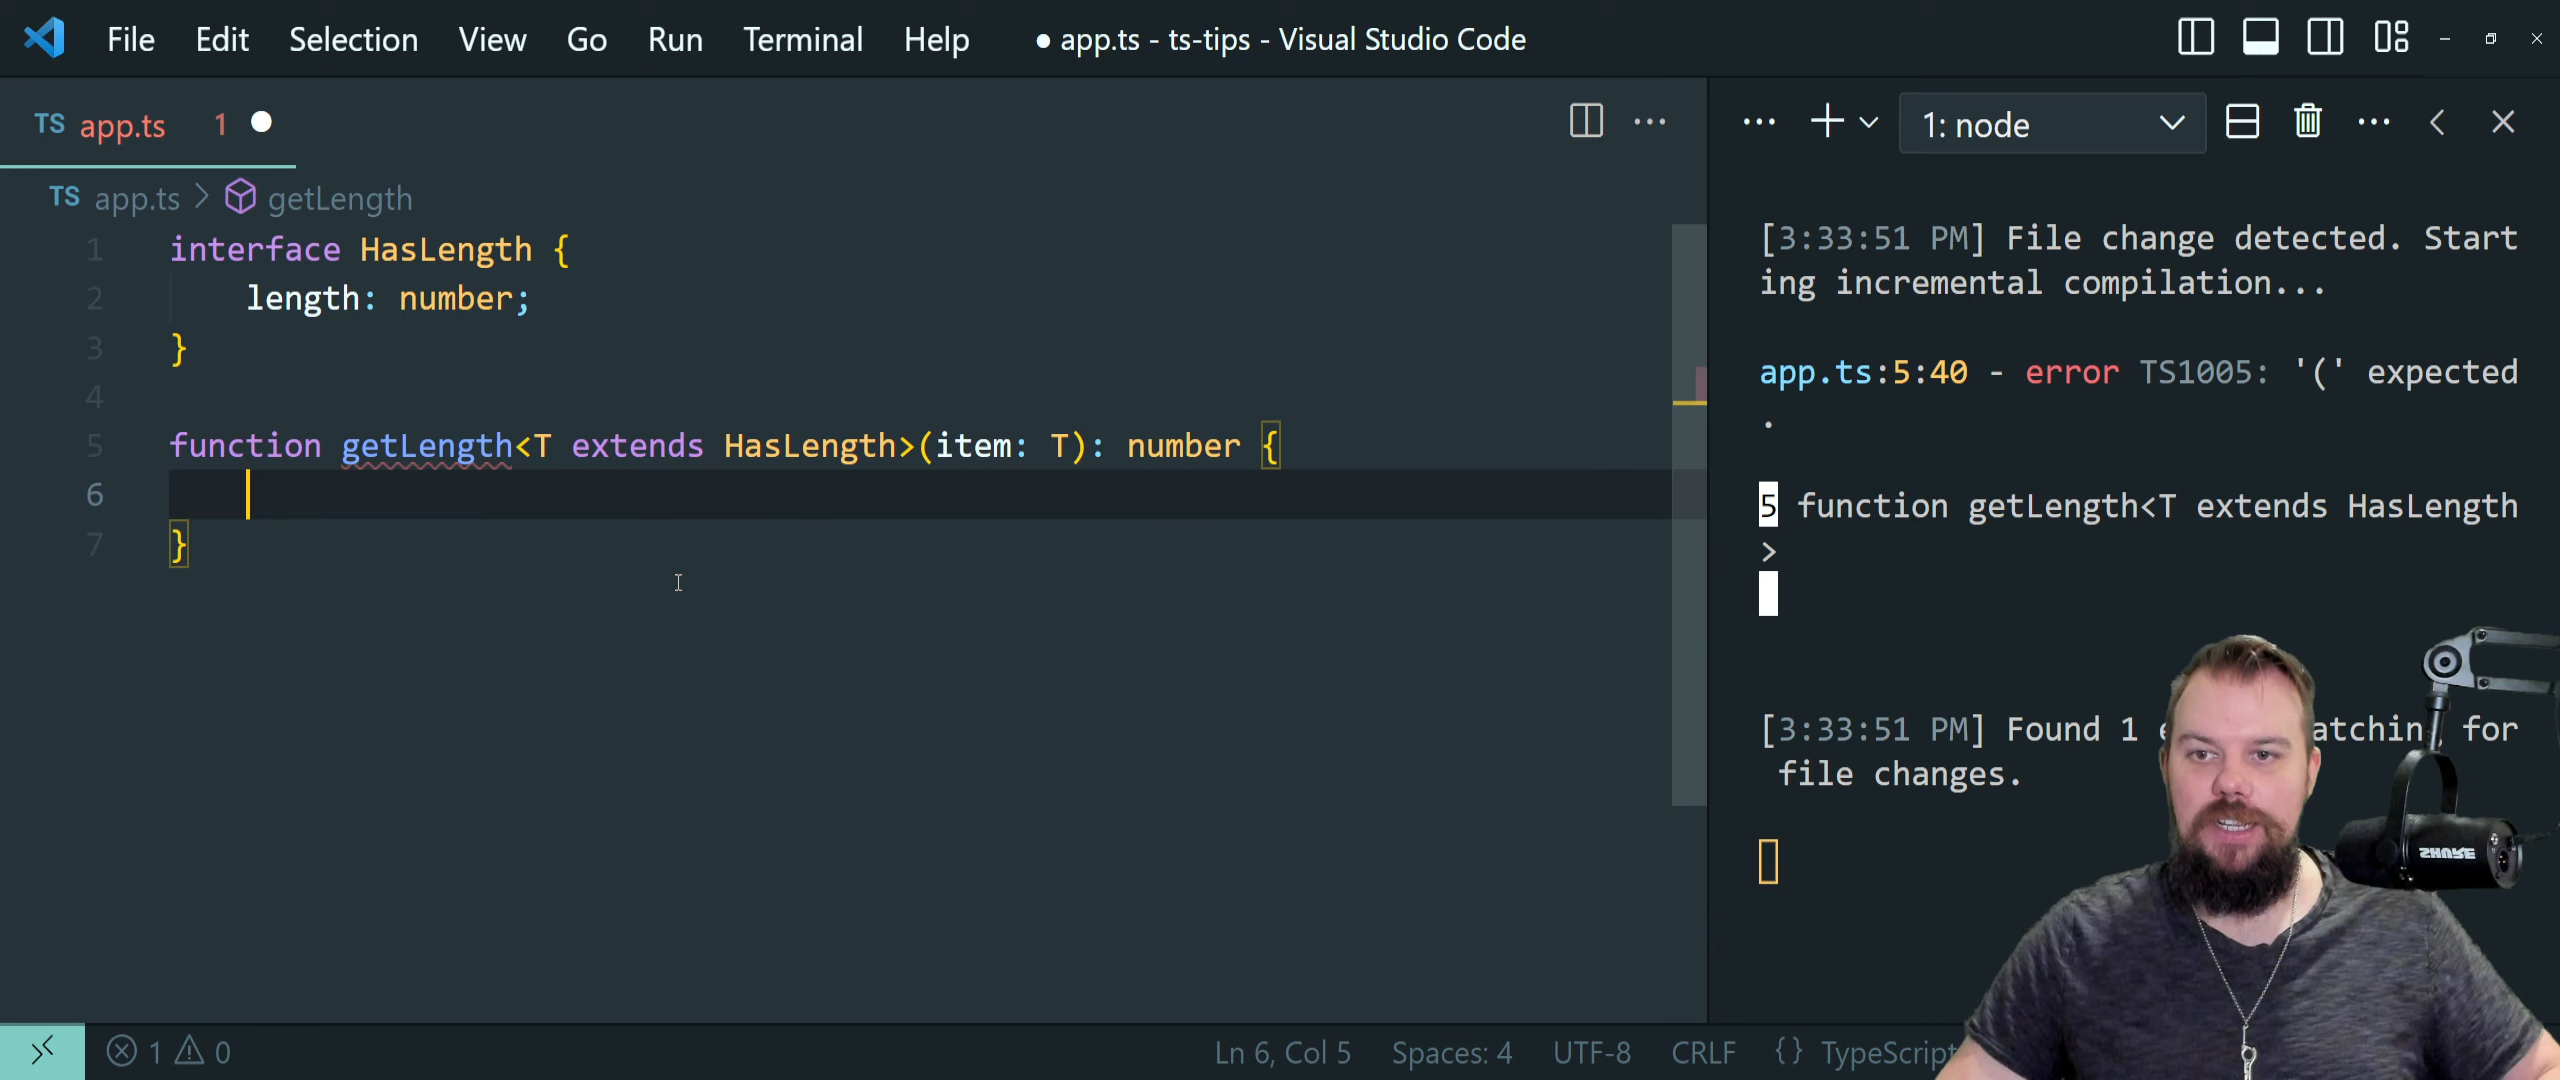 File Edit Selection View Go Run Terminal Help ● app.ts - ts-tips - Visual Studio Code
TS app.ts 1 ●
TS app.ts > getLength
1 interface HasLength {
2 length: number;
3 }
4
5 function getLength<T extends HasLength>(item: T): number {
6
7 }
1: node
[3:33:51 PM] File change detected. Start
ing incremental compilation...
app.ts:5:40 - error TS1005: '(' expected
.
5 function getLength<T extends HasLength
>
[3:33:51 PM] Found 1 for
file changes.
SHURE
1 0
Ln 6, Col 5 Spaces: 4 UTF-8 CRLF {} TypeScript